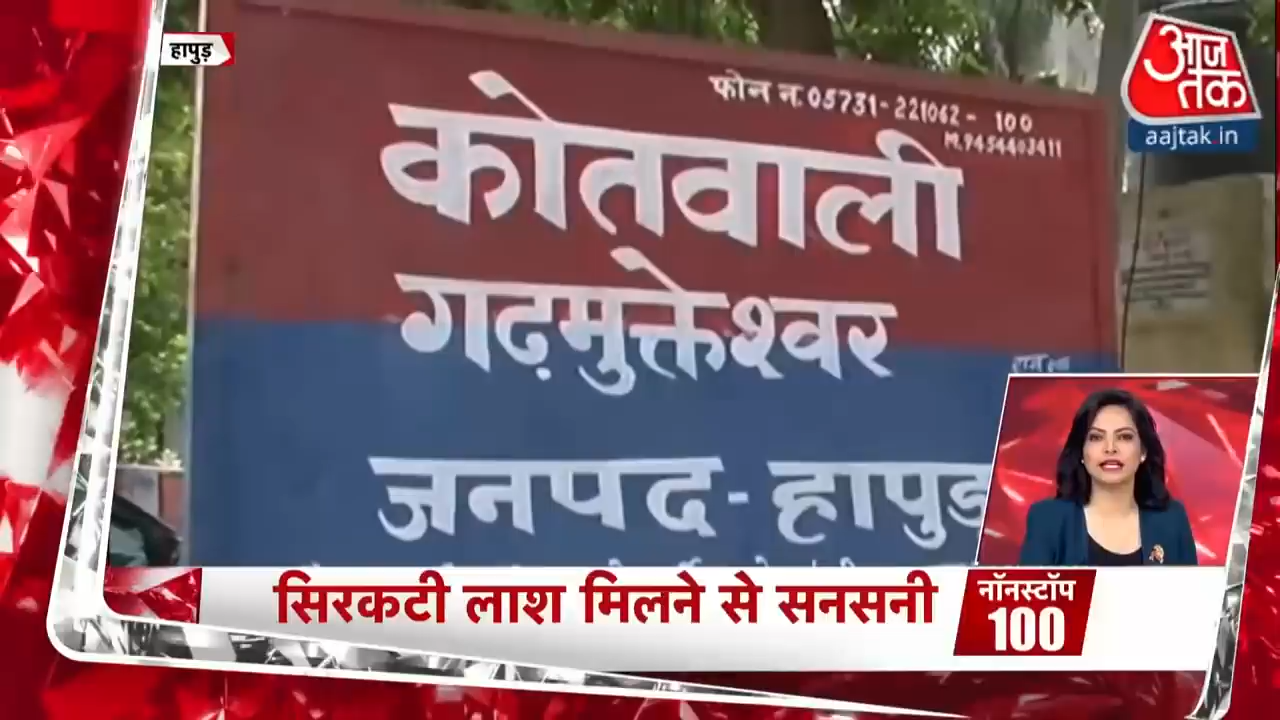 हापुड़
आज
तक
aajtak.in
फोन न. 05731-221062- 100
M.9454403411
कोतवाली
गढ़मुक्तेश्वर
जनपद-हापुड
सिरकटी लाश मिलने से सनसनी
नॉनस्टॉप
100